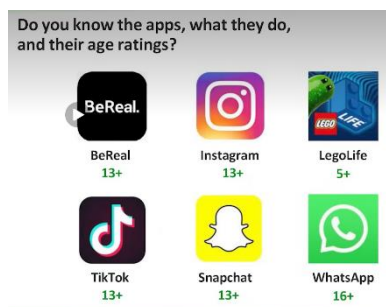 Do you know the apps, what they do,
and their age ratings?
BeReal.
LEGO LIFE
BeReal Instagram LegoLife
13+ 13+ 5+
TikTok Snapchat WhatsApp
13+ 13+ 16+